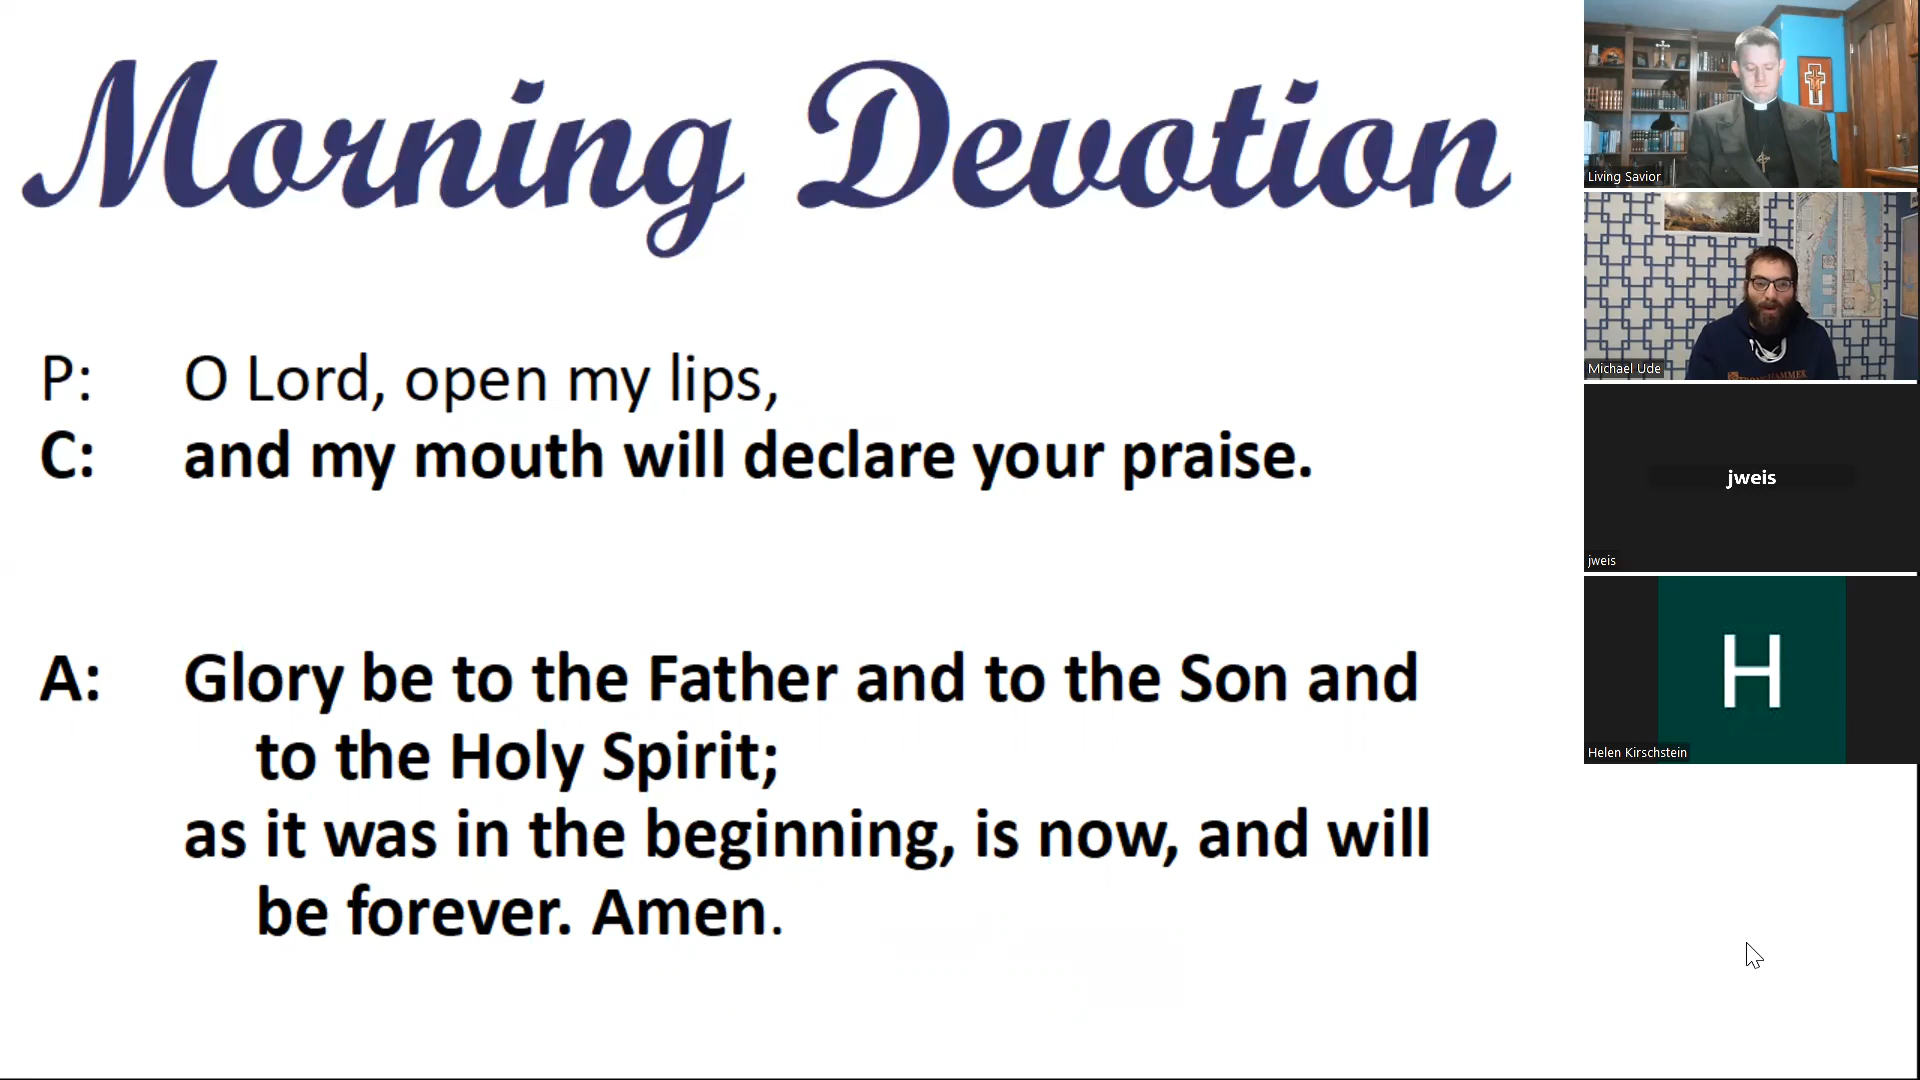 Morning Devotion
P: O Lord, open my lips,
C: and my mouth will declare your praise.
A: Glory be to the Father and to the Son and
to the Holy Spirit;
as it was in the beginning, is now, and will
be forever. Amen.
Living Savior
Michael Ude
jweis
jweis
H
Helen Kirschstein